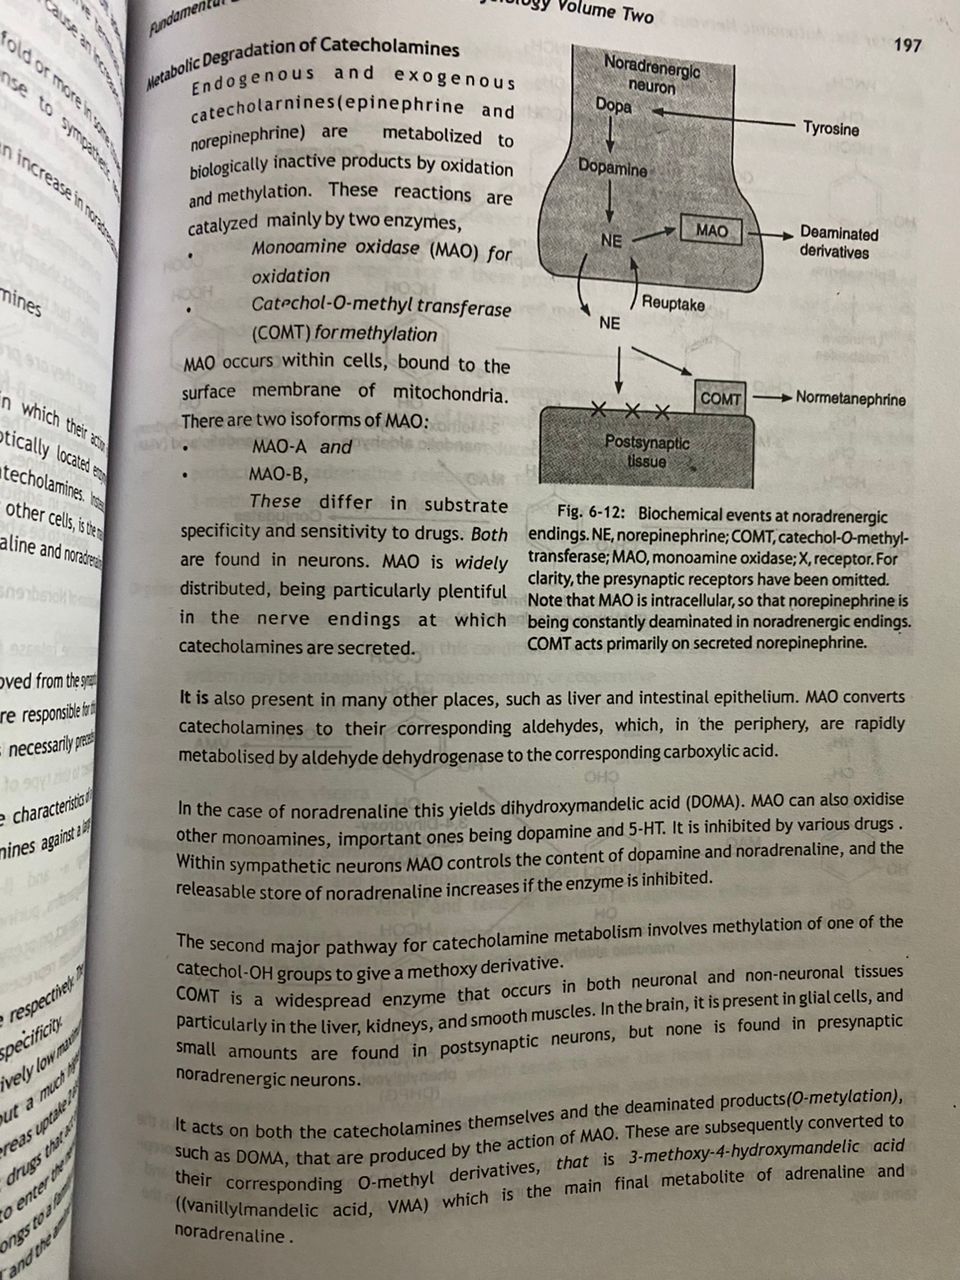 Volume Two
197
Metabolic Degradation of Catecholamines
Endogenous and exogenous
catecholarnines(epinephrine and
norepinephrine) are metabolized to
biologically inactive products by oxidation
and methylation. These reactions are
catalyzed mainly by two enzymes,
• Monoamine oxidase (MAO) for
oxidation
• Catechol-O-methyl transferase
(COMT) for methylation
MAO occurs within cells, bound to the
surface membrane of mitochondria.
There are two isoforms of MAO:
• MAO-A and
• MAO-B,
These differ in substrate
specificity and sensitivity to drugs. Both
are found in neurons. MAO is widely
distributed, being particularly plentiful
in the nerve endings at which
catecholamines are secreted.
Noradrenergic
neuron
Dopa
Tyrosine
Dopamine
NE
MAO
Deaminated
derivatives
Reuptake
NE
COMT
Normetanephrine
Postsynaptic
tissue
Fig. 6-12: Biochemical events at noradrenergic
endings. NE, norepinephrine; COMT, catechol-O-methyl-
transferase; MAO, monoamine oxidase; X, receptor. For
clarity, the presynaptic receptors have been omitted.
Note that MAO is intracellular, so that norepinephrine is
being constantly deaminated in noradrenergic endings.
COMT acts primarily on secreted norepinephrine.
It is also present in many other places, such as liver and intestinal epithelium. MAO converts
catecholamines to their corresponding aldehydes, which, in the periphery, are rapidly
metabolised by aldehyde dehydrogenase to the corresponding carboxylic acid.
In the case of noradrenaline this yields dihydroxymandelic acid (DOMA). MAO can also oxidise
other monoamines, important ones being dopamine and 5-HT. It is inhibited by various drugs .
Within sympathetic neurons MAO controls the content of dopamine and noradrenaline, and the
releasable store of noradrenaline increases if the enzyme is inhibited.
The second major pathway for catecholamine metabolism involves methylation of one of the
catechol-OH groups to give a methoxy derivative.
COMT is a widespread enzyme that occurs in both neuronal and non-neuronal tissues
particularly in the liver, kidneys, and smooth muscles. In the brain, it is present in glial cells, and
small amounts are found in postsynaptic neurons, but none is found in presynaptic
noradrenergic neurons.
It acts on both the catecholamines themselves and the deaminated products(O-metylation),
such as DOMA, that are produced by the action of MAO. These are subsequently converted to
their corresponding O-methyl derivatives, that is 3-methoxy-4-hydroxymandelic acid
((vanillylmandelic acid, VMA) which is the main final metabolite of adrenaline and
noradrenaline .